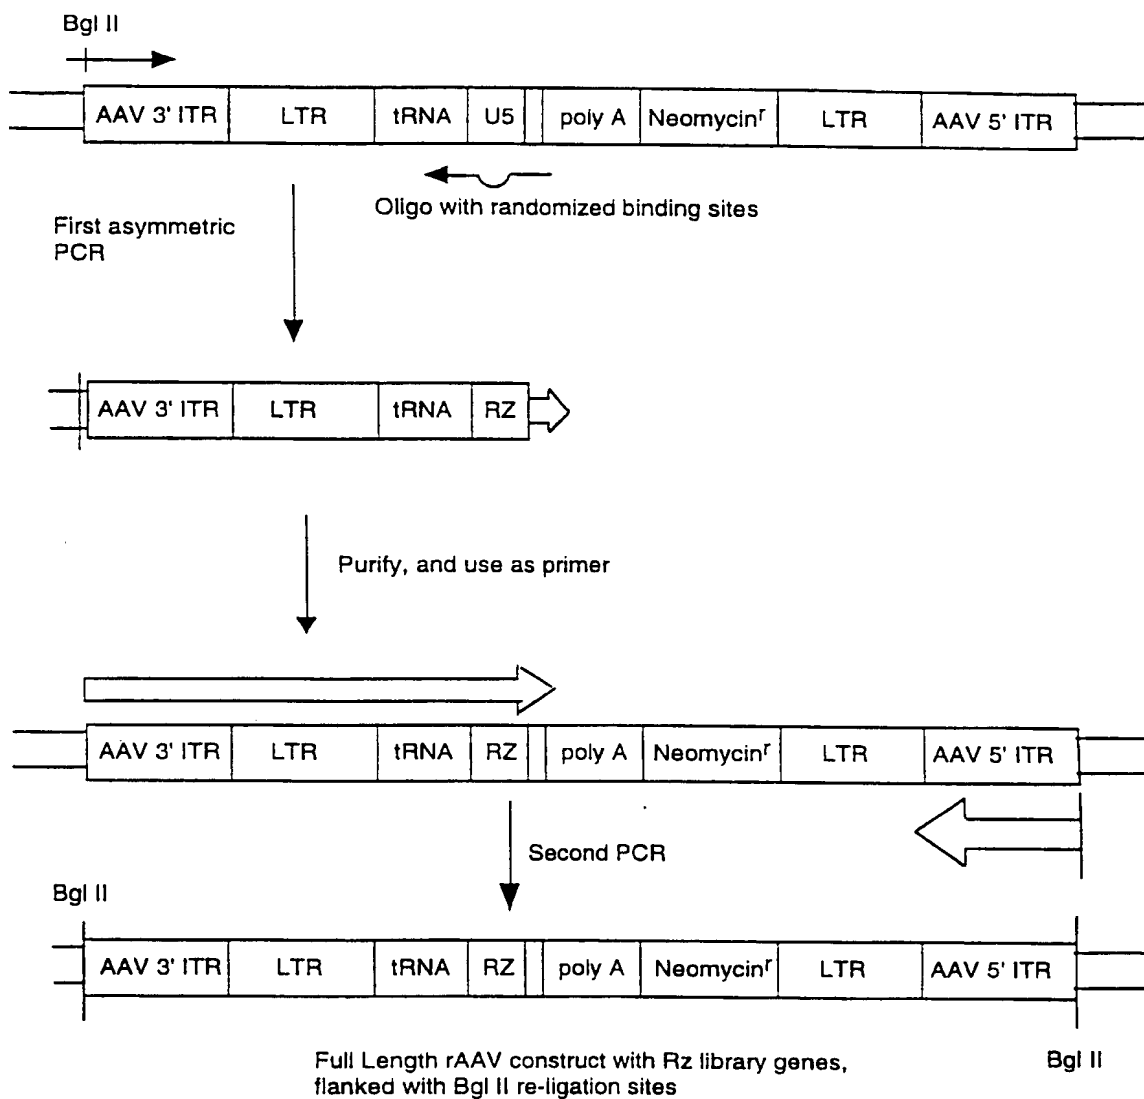 Bgl II
AAV 3' ITR LTR tRNA U5 poly A Neomycinʳ LTR AAV 5' ITR
Oligo with randomized binding sites
First asymmetric
PCR
AAV 3' ITR LTR tRNA RZ
Purify, and use as primer
AAV 3' ITR LTR tRNA RZ poly A Neomycinʳ LTR AAV 5' ITR
Second PCR
Bgl II
AAV 3' ITR LTR tRNA RZ poly A Neomycinʳ LTR AAV 5' ITR
Full Length rAAV construct with Rz library genes,
flanked with Bgl II re-ligation sites
Bgl II